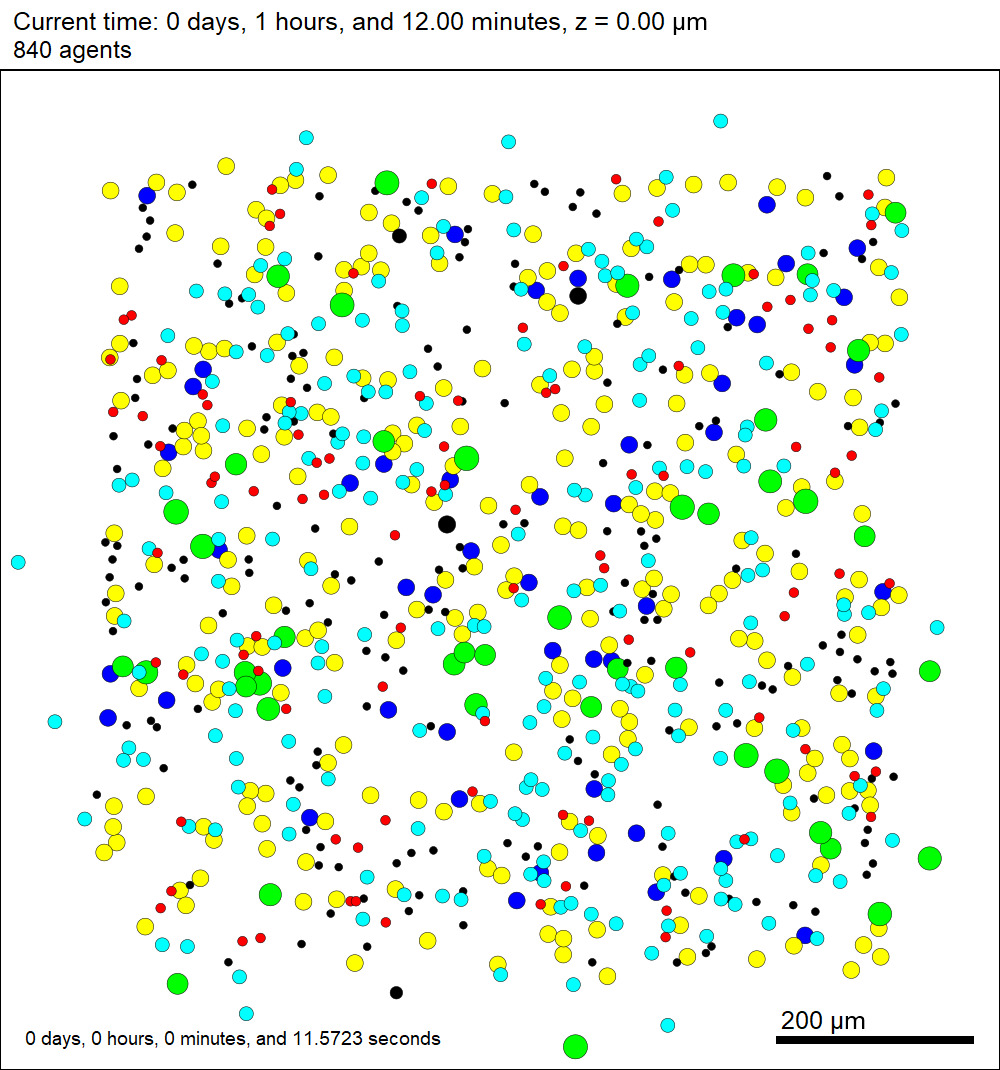 Current time: 0 days, 1 hours, and 12.00 minutes, z = 0.00 µm
840 agents
200 µm
0 days, 0 hours, 0 minutes, and 11.5723 seconds